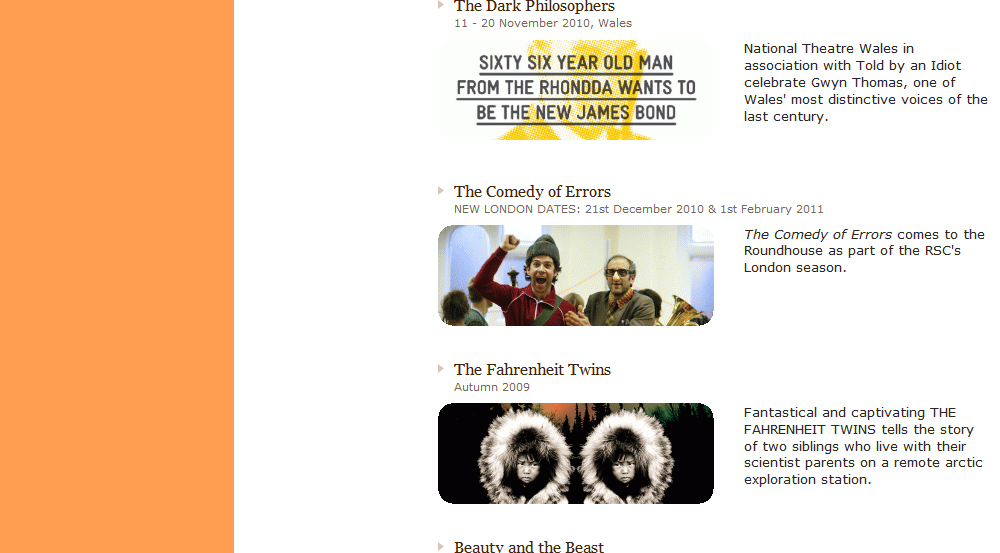 The Dark Philosophers
11 - 20 November 2010, Wales
SIXTY SIX YEAR OLD MAN
FROM THE RHONDDA WANTS TO
BE THE NEW JAMES BOND
National Theatre Wales in
association with Told by an Idiot
celebrate Gwyn Thomas, one of
Wales' most distinctive voices of the
last century.
The Comedy of Errors
NEW LONDON DATES: 21st December 2010 & 1st February 2011
The Comedy of Errors comes to the
Roundhouse as part of the RSC's
London season.
The Fahrenheit Twins
Autumn 2009
Fantastical and captivating THE
FAHRENHEIT TWINS tells the story
of two siblings who live with their
scientist parents on a remote arctic
exploration station.
Beauty and the Beast